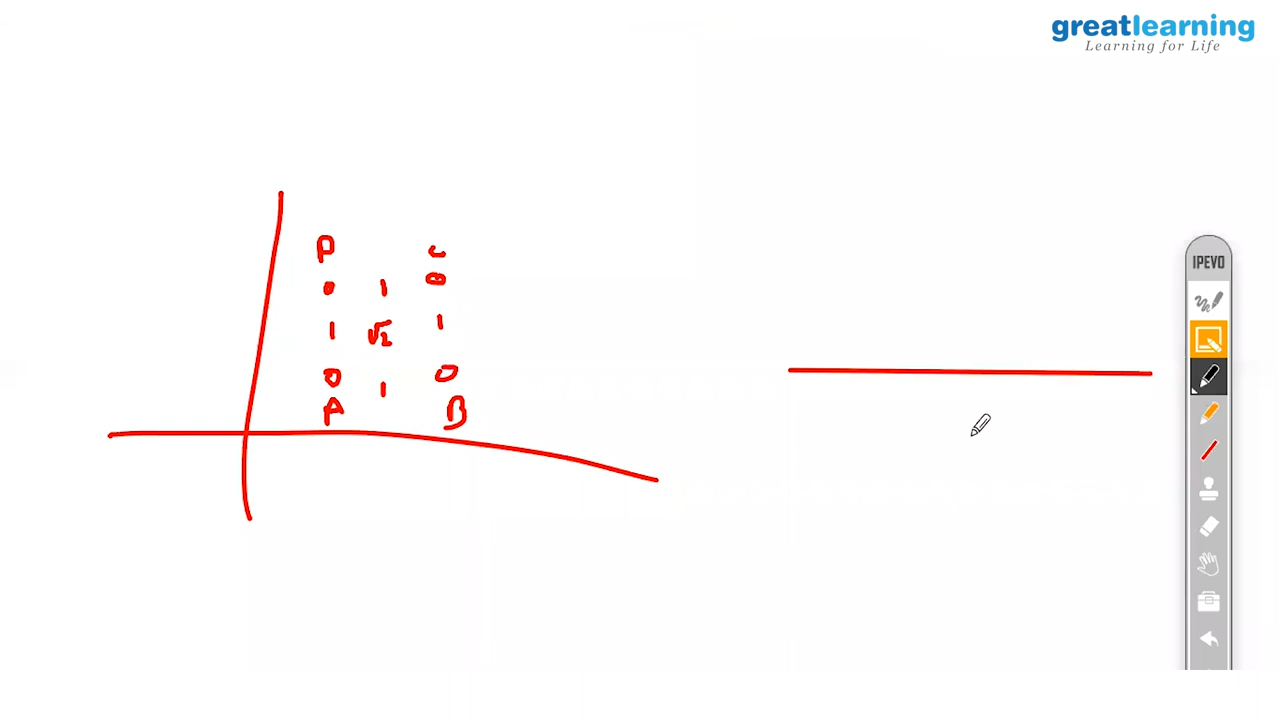 greatlearning
Learning for Life
IPEVO
D C
0 1 0
1 √2 1
0 1 0
A B